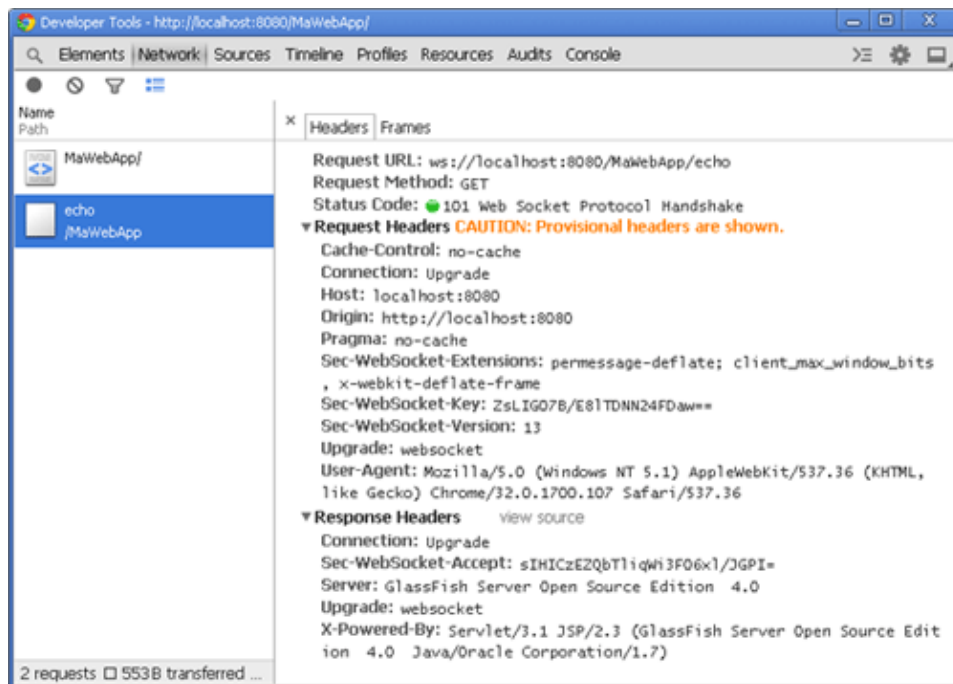 Developer Tools - http://localhost:8080/MaWebApp/
Elements Network Sources Timeline Profiles Resources Audits Console
Name
Path
MaWebApp/
echo
/MaWebApp
× Headers Frames
Request URL: ws://localhost:8080/MaWebApp/echo
Request Method: GET
Status Code: 101 Web Socket Protocol Handshake
▼Request Headers CAUTION: Provisional headers are shown.
Cache-Control: no-cache
Connection: Upgrade
Host: localhost:8080
Origin: http://localhost:8080
Pragma: no-cache
Sec-WebSocket-Extensions: permessage-deflate; client_max_window_bits
, x-webkit-deflate-frame
Sec-WebSocket-Key: ZsLIGO7B/E8lTDNN24FDaw==
Sec-WebSocket-Version: 13
Upgrade: websocket
User-Agent: Mozilla/5.0 (Windows NT 5.1) AppleWebKit/537.36 (KHTML,
like Gecko) Chrome/32.0.1700.107 Safari/537.36
▼Response Headers view source
Connection: Upgrade
Sec-WebSocket-Accept: sIHICzEZQbTliqWi3FO6xl/JGPI=
Server: GlassFish Server Open Source Edition 4.0
Upgrade: websocket
X-Powered-By: Servlet/3.1 JSP/2.3 (GlassFish Server Open Source Edit
ion 4.0 Java/Oracle Corporation/1.7)
2 requests □ 553B transferred ...